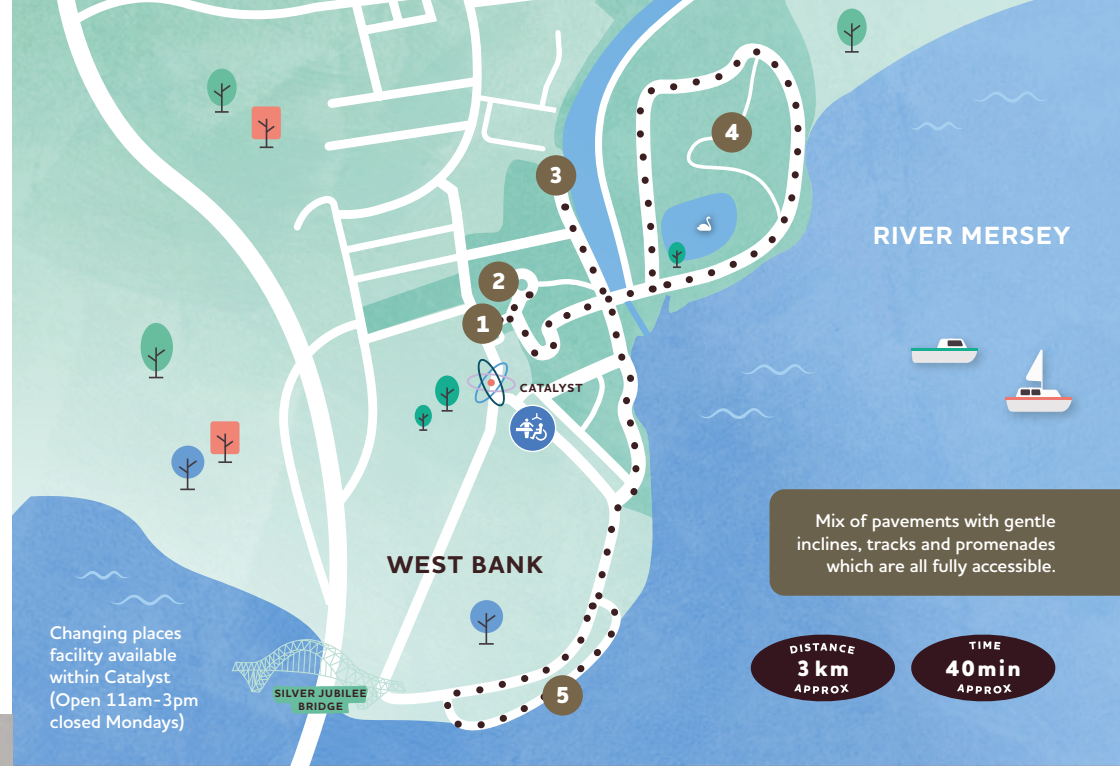 4
3
RIVER MERSEY
2
1
CATALYST
Mix of pavements with gentle
inclines, tracks and promenades
which are all fully accessible.
WEST BANK
Changing places
facility available
within Catalyst
(Open 11am-3pm
closed Mondays)
SILVER JUBILEE
BRIDGE
5
DISTANCE
3 km
APPROX
TIME
40min
APPROX